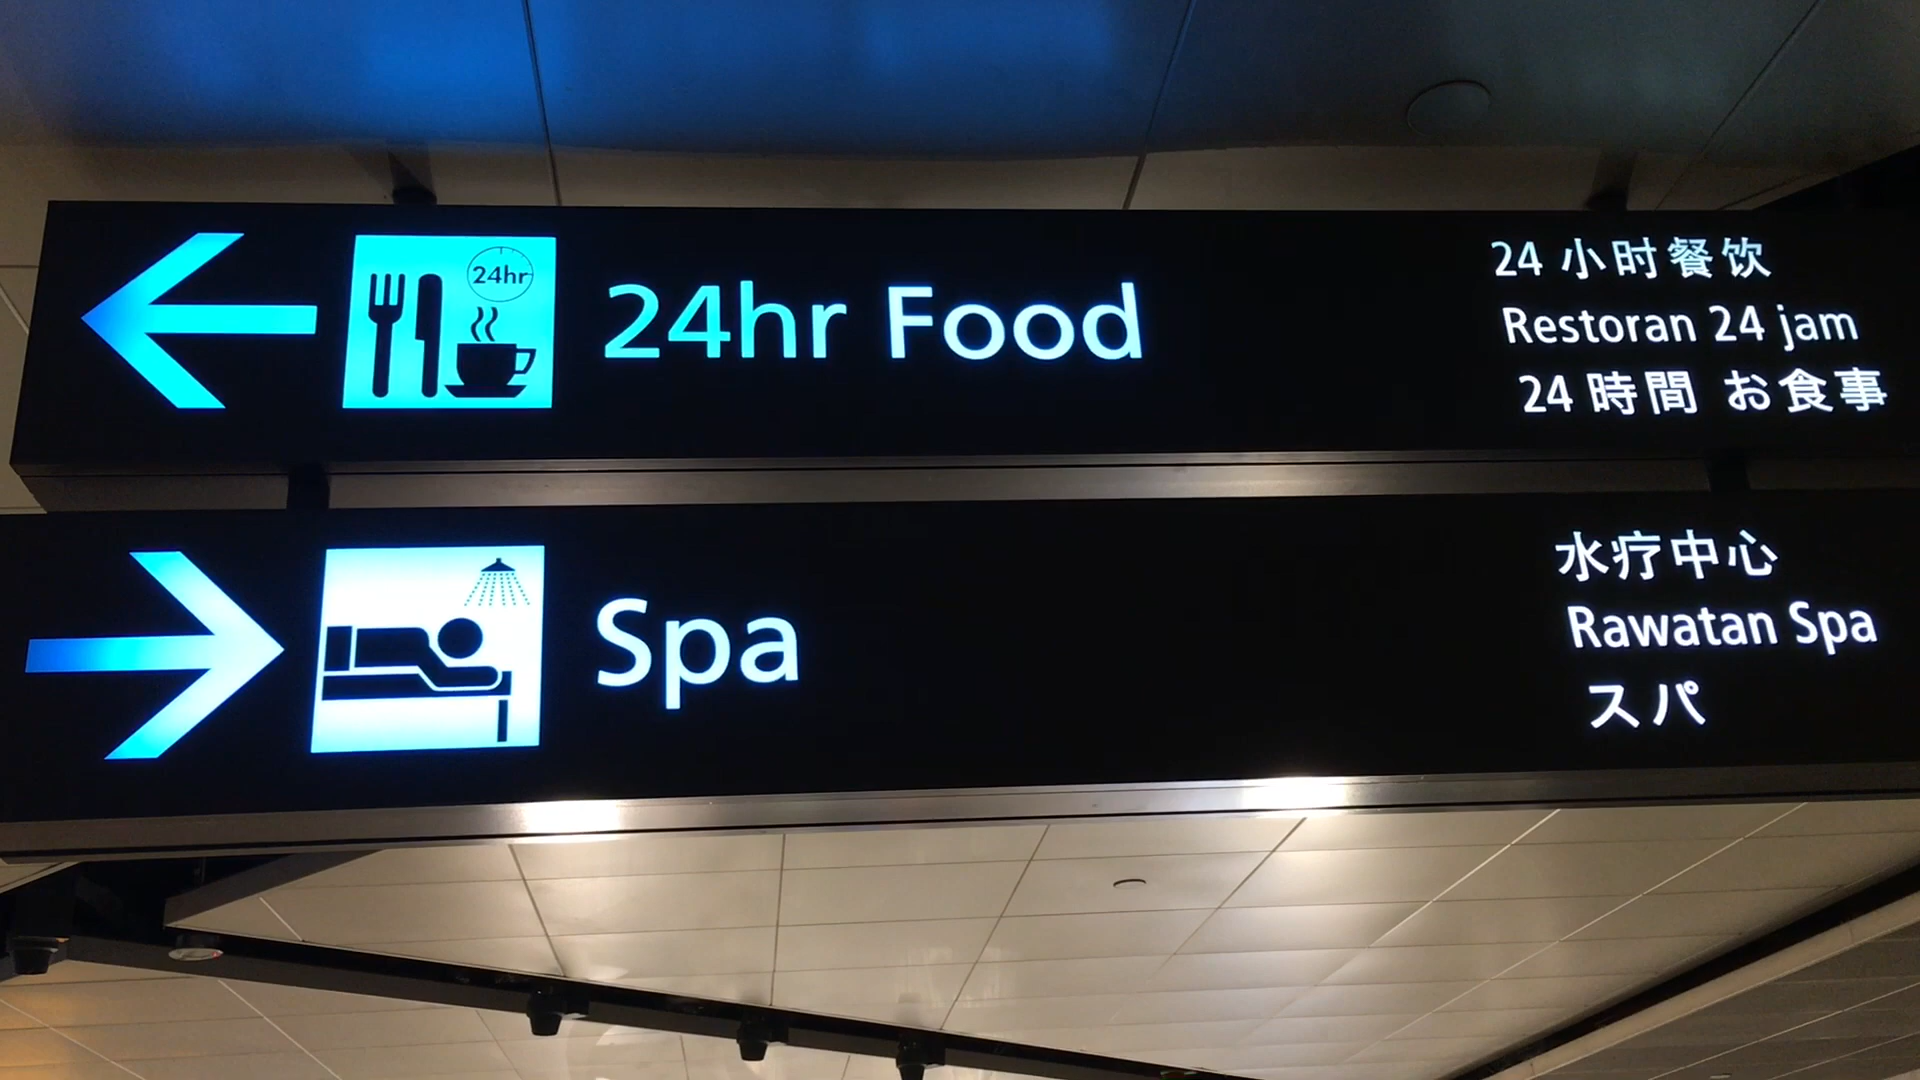 24hr
24hr Food
24 小时餐饮
Restoran 24 jam
24 時間 お食事
Spa
水疗中心
Rawatan Spa
スパ